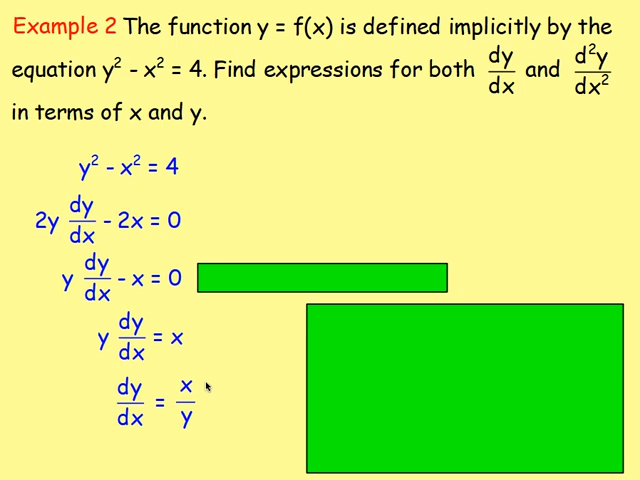 Example 2 The function y = f(x) is defined implicitly by the
equation y² - x² = 4. Find expressions for both dy/dx and d²y/dx²
in terms of x and y.
y² - x² = 4
2y dy/dx - 2x = 0
y dy/dx - x = 0
y dy/dx = x
dy/dx = x/y